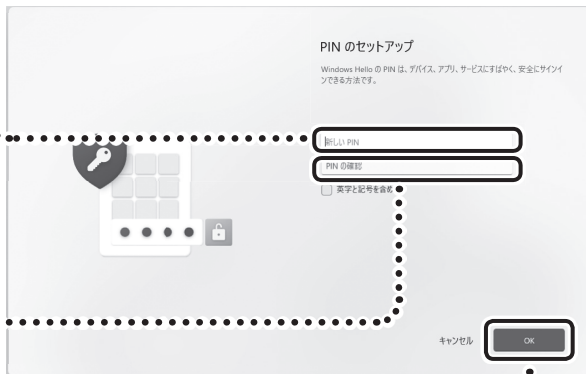 PIN のセットアップ
Windows Hello の PIN は、デバイス、アプリ、サービスにすばやく、安全にサインイ
ンできる方法です。
新しい PIN
PIN の確認
英字と記号を含め
キャンセル
OK